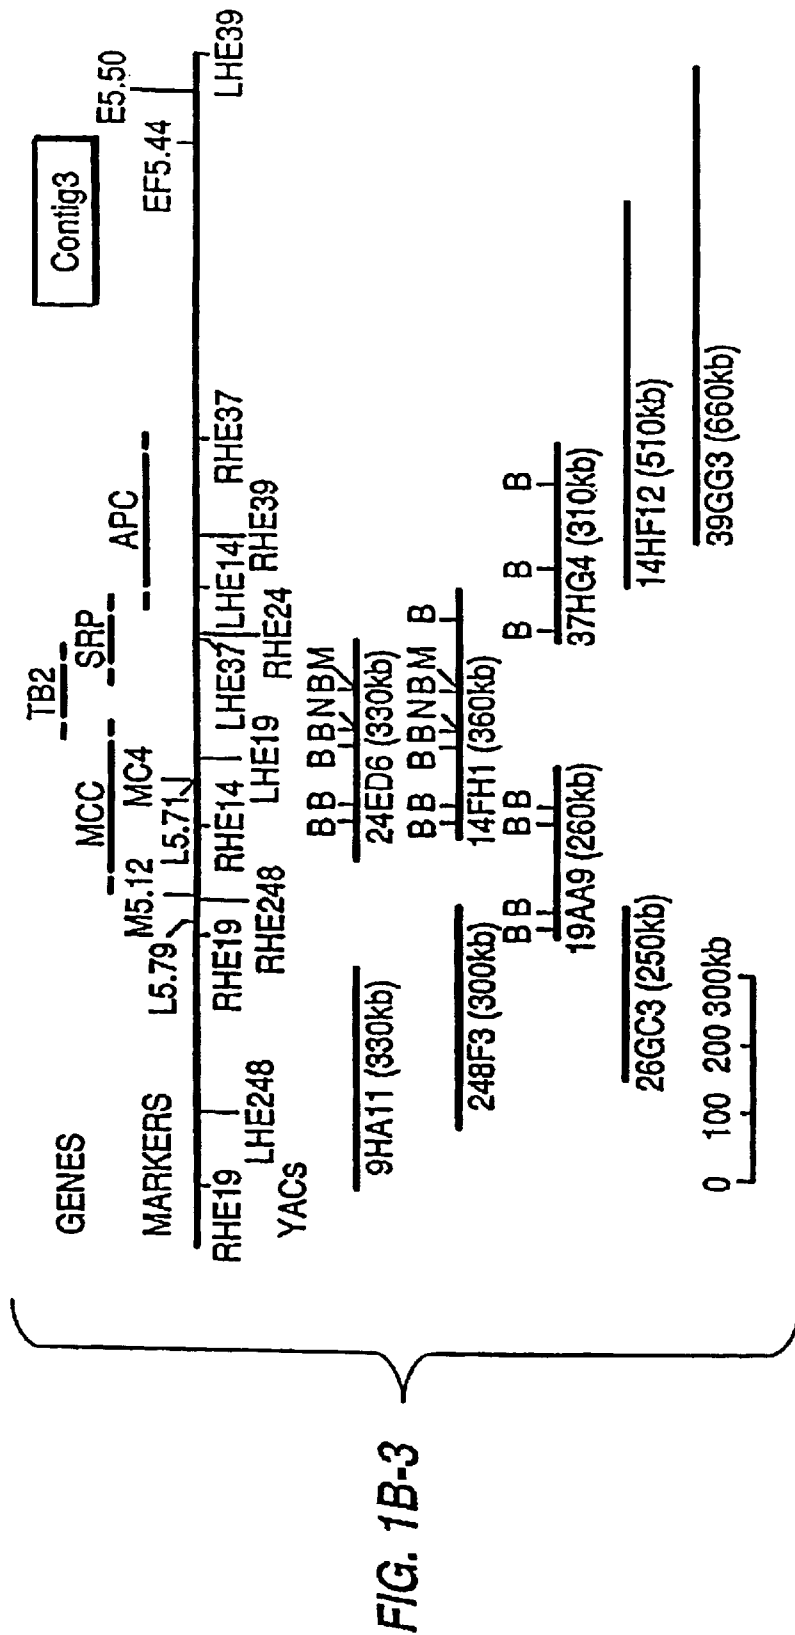 FIG. 1B-3
Contig3
GENES
MCC
TB2
SRP
APC
MARKERS
L5.79
M5.12
L5.71
MC4
EF5.44
E5.50
RHE19
LHE248
RHE19
RHE248
RHE14
LHE19
LHE37
RHE24
LHE14
RHE39
RHE37
LHE39
YACs
B B B B N B M
9HA11 (330kb)
24ED6 (330kb)
B B B B N B M B
248F3 (300kb)
14FH1 (360kb)
B B B B
B B B
19AA9 (260kb)
37HG4 (310kb)
26GC3 (250kb)
14HF12 (510kb)
39GG3 (660kb)
0 100 200 300kb